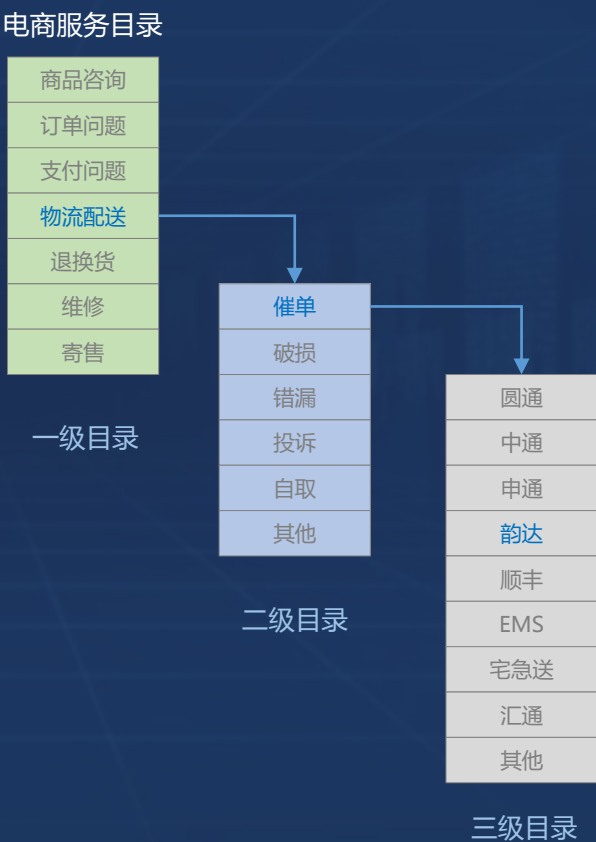 电商服务目录
商品咨询
订单问题
支付问题
物流配送
退换货
维修
寄售
一级目录
催单
破损
错漏
投诉
自取
其他
二级目录
圆通
中通
申通
韵达
顺丰
EMS
宅急送
汇通
其他
三级目录